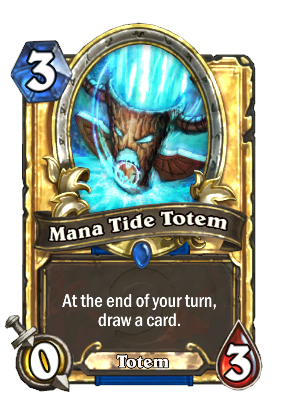 3
Mana Tide Totem
At the end of your turn,
draw a card.
0
Totem
3